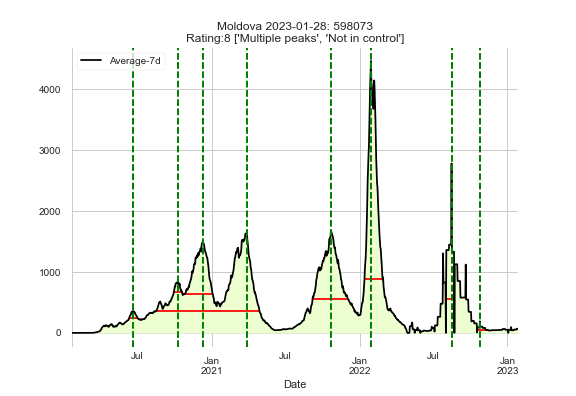 Moldova 2023-01-28: 598073
Rating:8 ['Multiple peaks', 'Not in control']
Average-7d
4000
3000
2000
1000
0
Jul
Jan
2021
Jul
Jan
2022
Jul
Jan
2023
Date